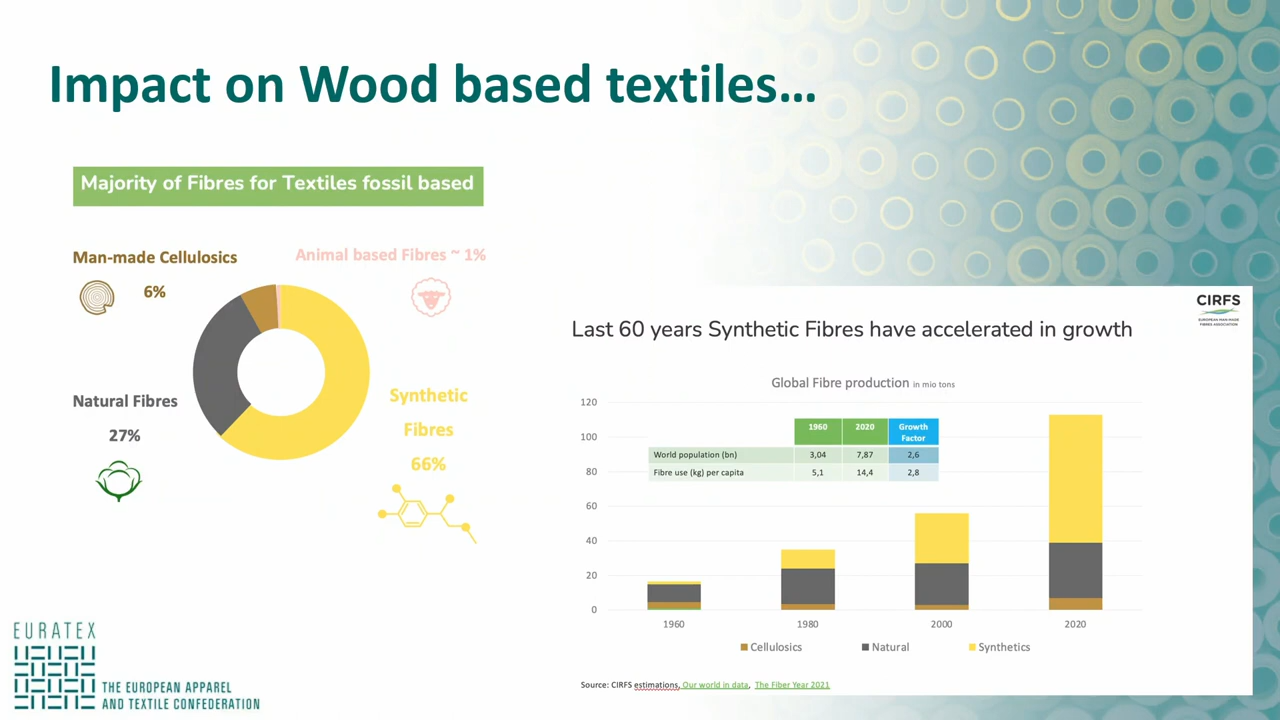 Impact on Wood based textiles...
Majority of Fibres for Textiles fossil based
Man-made Cellulosics
6%
Animal based Fibres ~ 1%
Natural Fibres
27%
Synthetic
Fibres
66%
EURATEX
THE EUROPEAN APPAREL
AND TEXTILE CONFEDERATION
CIRFS
EUROPEAN MAN-MADE
FIBRES ASSOCIATION
Last 60 years Synthetic Fibres have accelerated in growth
Global Fibre production in mio tons
120
100
80
60
40
20
0
1960 2020 Growth
Factor
World population (bn) 3,04 7,87 2,6
Fibre use (kg) per capita 5,1 14,4 2,8
1960 1980 2000 2020
Cellulosics Natural Synthetics
Source: CIRFS estimations, Our world in data, The Fiber Year 2021